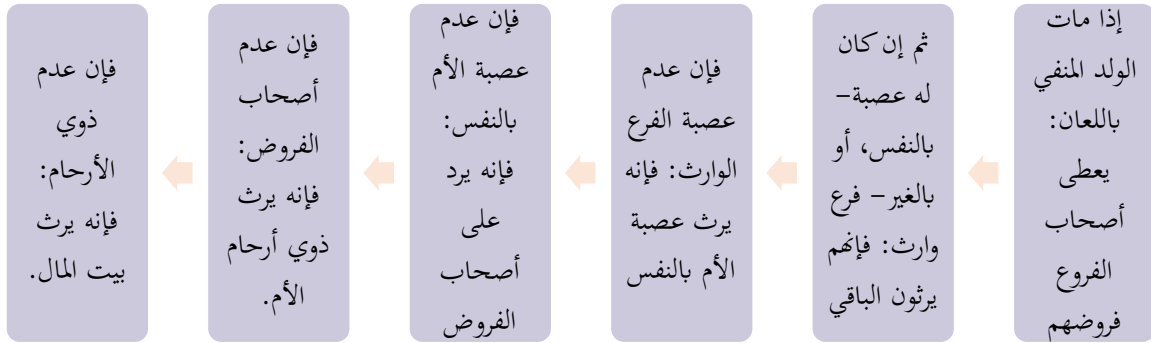 إذا مات
الولد المنفي
باللعان:
يعطى
أصحاب
الفروع
فروضهم
ثم إن كان
له عصبة–
بالنفس، أو
بالغير– فرع
وارث: فإنهم
يرثون الباقي
فإن عدم
عصبة الفرع
الوارث: فإنه
يرث عصبة
الأم بالنفس
فإن عدم
عصبة الأم
بالنفس:
فإنه يرد
على
أصحاب
الفروض
فإن عدم
أصحاب
الفروض:
فإنه يرث
ذوي أرحام
الأم.
فإن عدم
ذوي
الأرحام:
فإنه يرث
بيت المال.